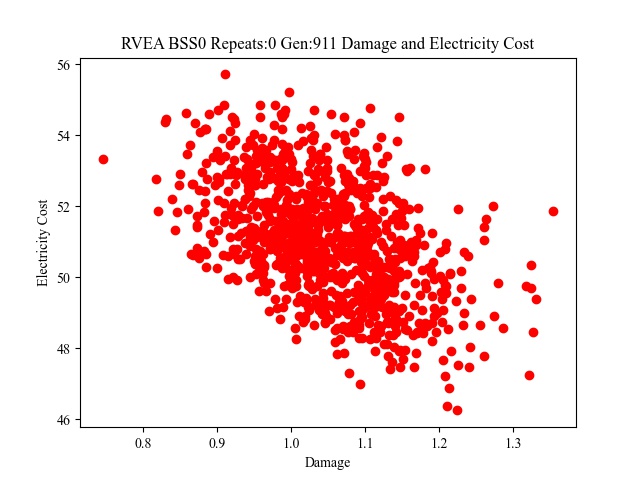 RVEA BSS0 Repeats:0 Gen:911 Damage and Electricity Cost
56
54
52
50
48
46
Electricity Cost
0.8 0.9 1.0 1.1 1.2 1.3
Damage